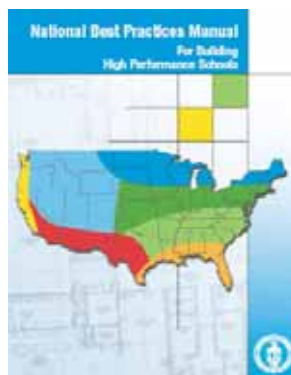 National Best Practices Manual
For Building
High Performance Schools